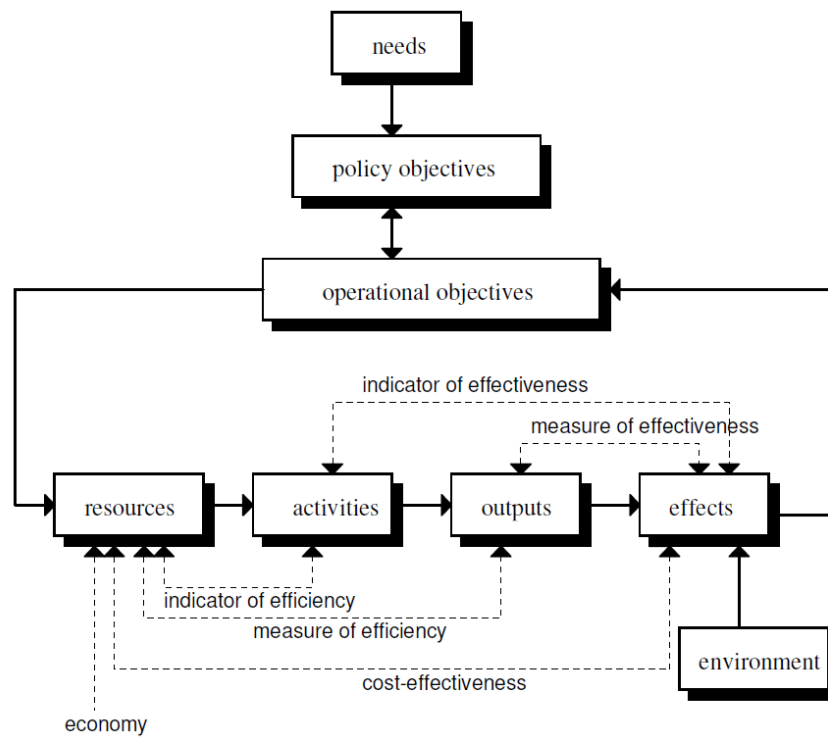 needs
policy objectives
operational objectives
indicator of effectiveness
measure of effectiveness
resources
activities
outputs
effects
indicator of efficiency
measure of efficiency
environment
cost-effectiveness
economy